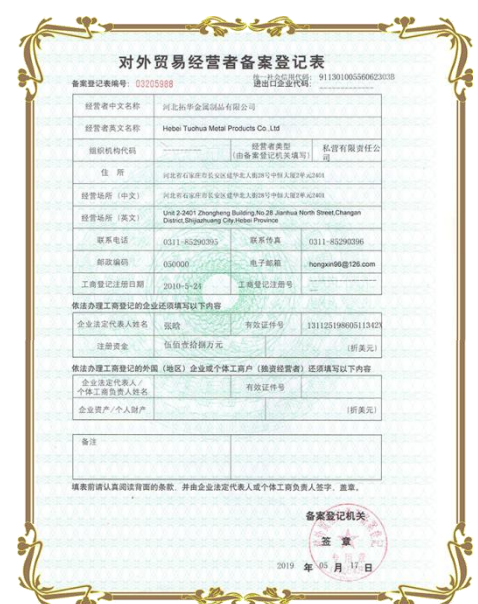 对外贸易经营者备案登记表
统一社会信用代码: 91130100556062303B
备案登记表编号: 03205988
进出口企业代码: --------------
经营者中文名称 河北拓华金属制品有限公司
经营者英文名称 Hebei Tuohua Metal Products Co.,Ltd
组织机构代码 ---------- 经营者类型 私营有限责任公
(由备案登记机关填写) 司
住 所 河北省石家庄市长安区建华北大街28号中恒大厦2单元2401
经营场所(中文) 河北省石家庄市长安区建华北大街28号中恒大厦2单元2401
经营场所(英文) Unit 2-2401 Zhongheng Building,No.28 Jianhua North Street,Changan
District,Shijiazhuang City,Hebei Province
联系电话 0311-85290395 联系传真 0311-85290396
邮政编码 050000 电子邮箱 hongxin96@126.com
工商登记注册日期 2010-5-24 工商登记注册号 --------------
依法办理工商登记的企业还须填写以下内容
企业法定代表人姓名 张晗 有效证件号
注册资金 伍佰壹拾捌万元 (折美元)
依法办理工商登记的外国(地区)企业或个体工商户(独资经营者)还须填写以下内容
企业法定代表人/
个体工商负责人姓名 有效证件号
企业资产/个人财产 (折美元)
备注
填表前请认真阅读背面的条款,并由企业法定代表人或个体工商负责人签字、盖章。
备案登记机关
签 章
2019 年 05 月 17 日